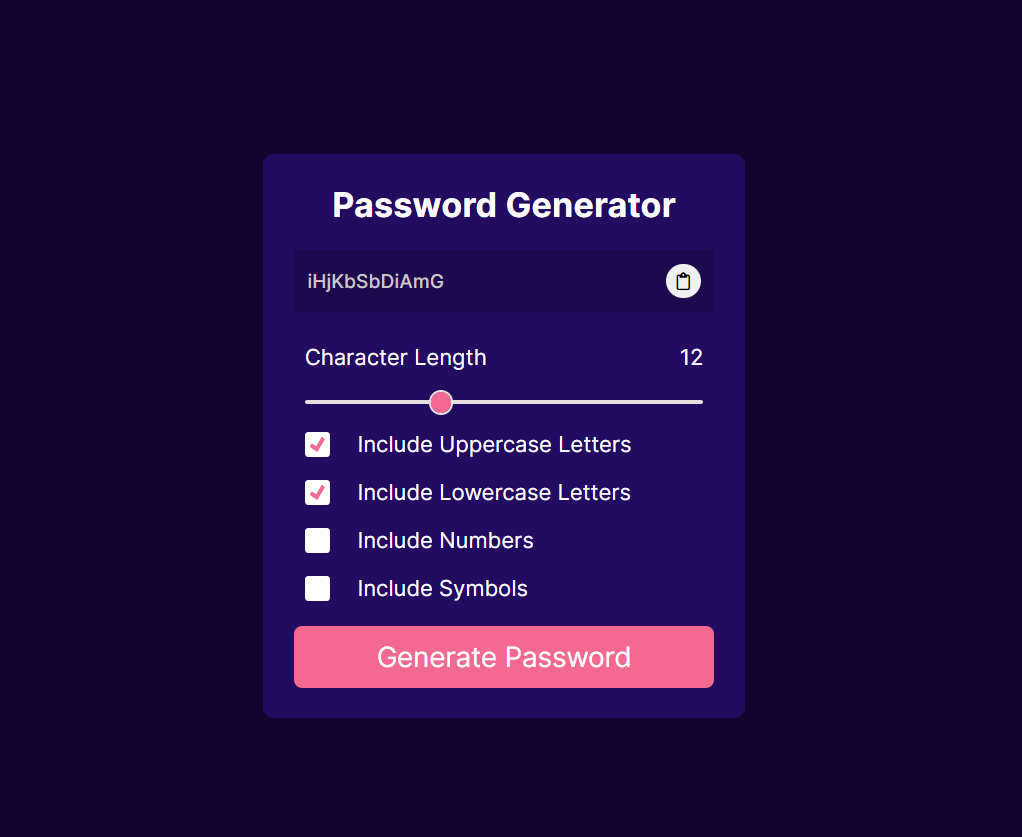 Password Generator
iHjKbSbDiAmG
Character Length 12
Include Uppercase Letters
Include Lowercase Letters
Include Numbers
Include Symbols
Generate Password